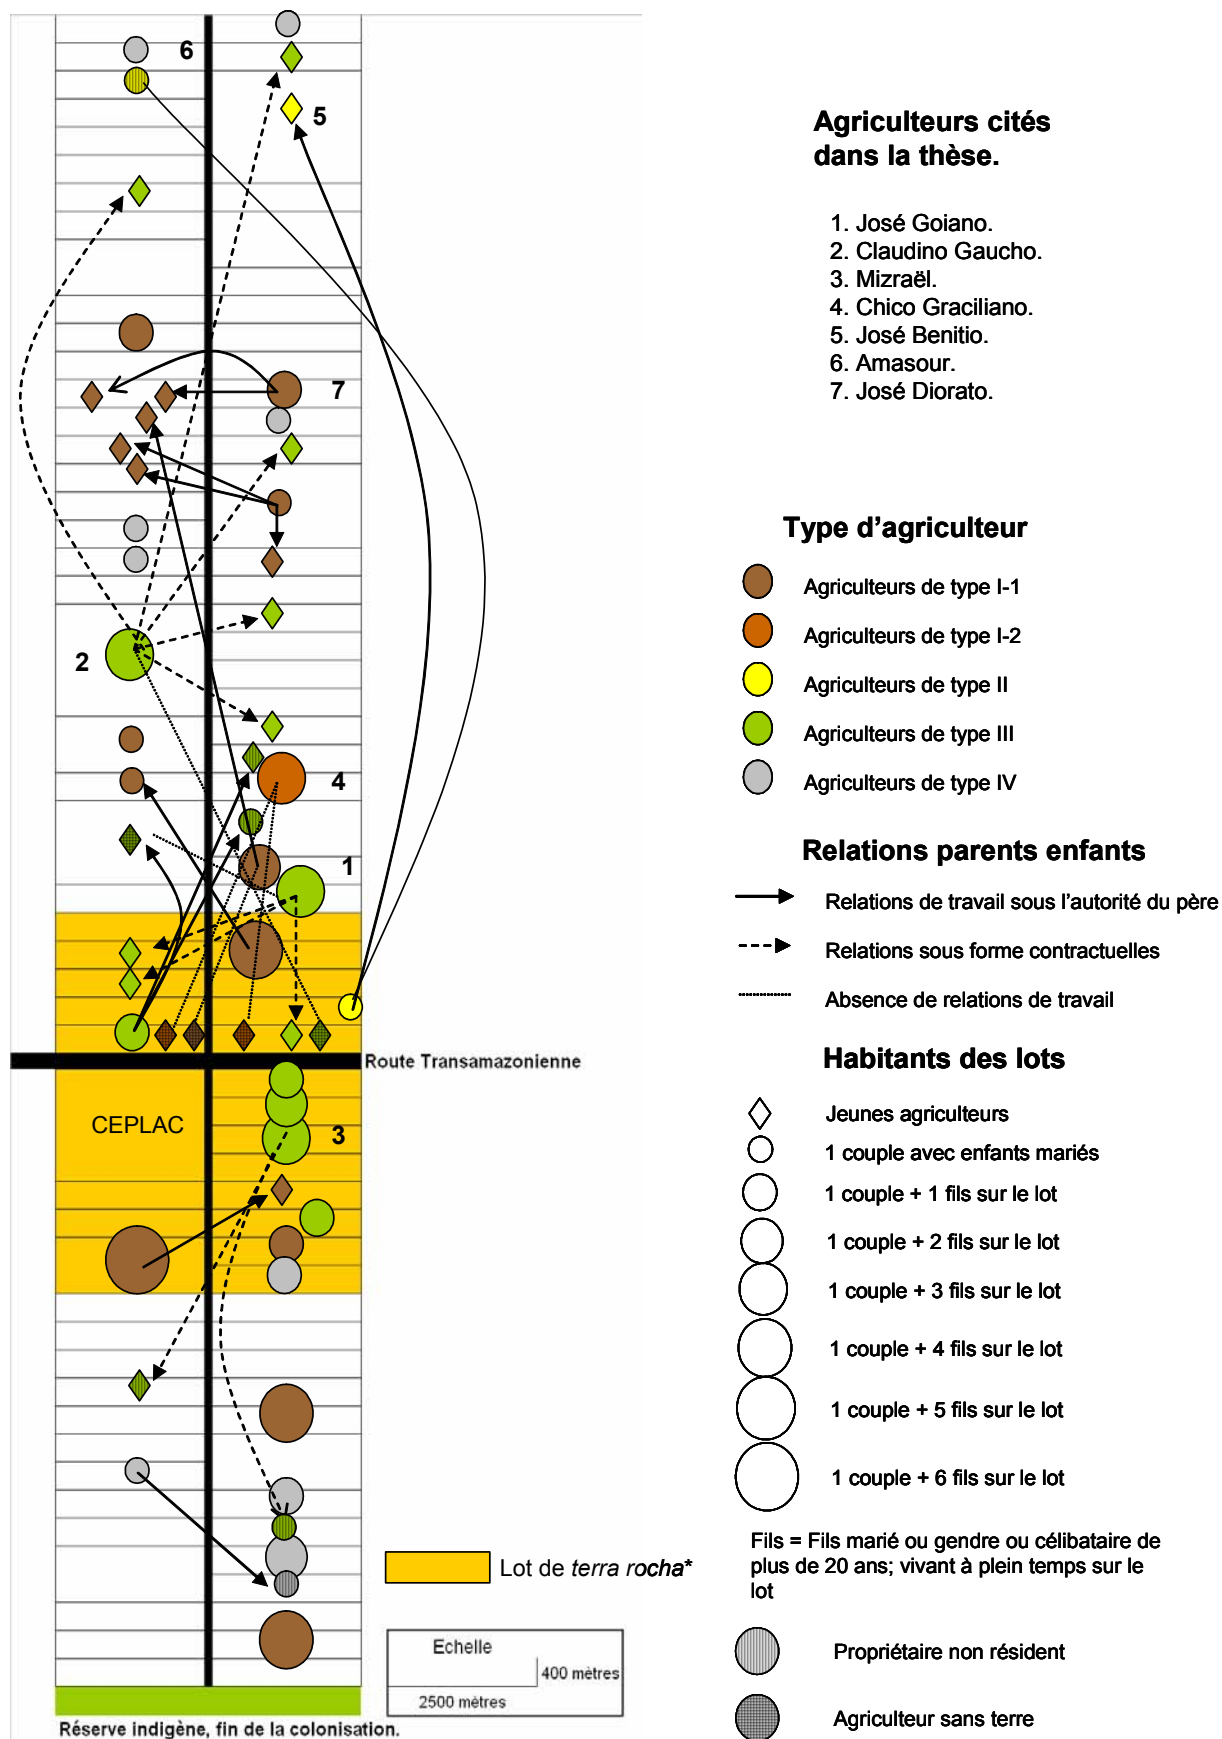 6
5
7
2
4
1
Route Transamazonienne
CEPLAC
3
Lot de terra rocha*
Echelle
400 mètres
2500 mètres
Réserve indigène, fin de la colonisation.
Agriculteurs cités
dans la thèse.
1. José Goiano.
2. Claudino Gaucho.
3. Mizraël.
4. Chico Graciliano.
5. José Benitio.
6. Amasour.
7. José Diorato.
Type d'agriculteur
Agriculteurs de type I-1
Agriculteurs de type I-2
Agriculteurs de type II
Agriculteurs de type III
Agriculteurs de type IV
Relations parents enfants
Relations de travail sous l'autorité du père
Relations sous forme contractuelles
Absence de relations de travail
Habitants des lots
Jeunes agriculteurs
1 couple avec enfants mariés
1 couple + 1 fils sur le lot
1 couple + 2 fils sur le lot
1 couple + 3 fils sur le lot
1 couple + 4 fils sur le lot
1 couple + 5 fils sur le lot
1 couple + 6 fils sur le lot
Fils = Fils marié ou gendre ou célibataire de
plus de 20 ans; vivant à plein temps sur le
lot
Propriétaire non résident
Agriculteur sans terre